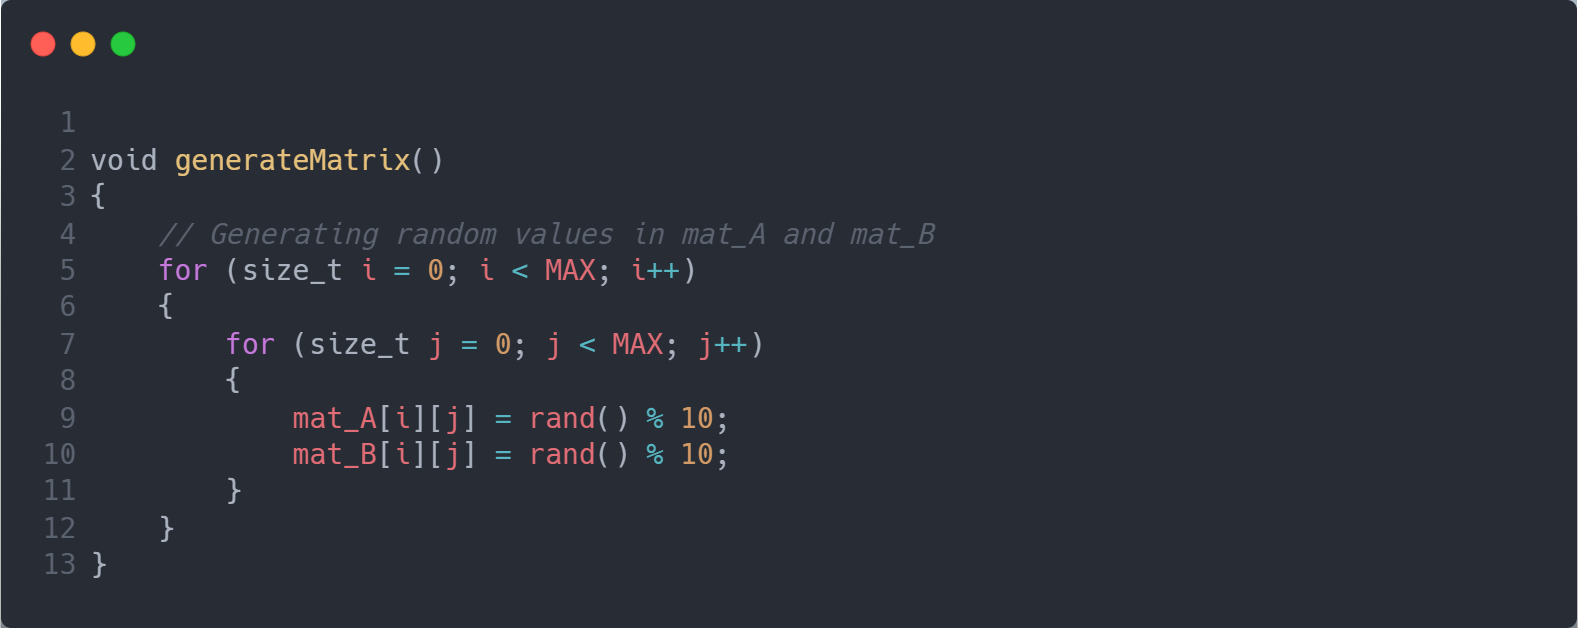 1
2 void generateMatrix()
3 {
4     // Generating random values in mat_A and mat_B
5     for (size_t i = 0; i < MAX; i++)
6     {
7         for (size_t j = 0; j < MAX; j++)
8         {
9             mat_A[i][j] = rand() % 10;
10             mat_B[i][j] = rand() % 10;
11         }
12     }
13 }